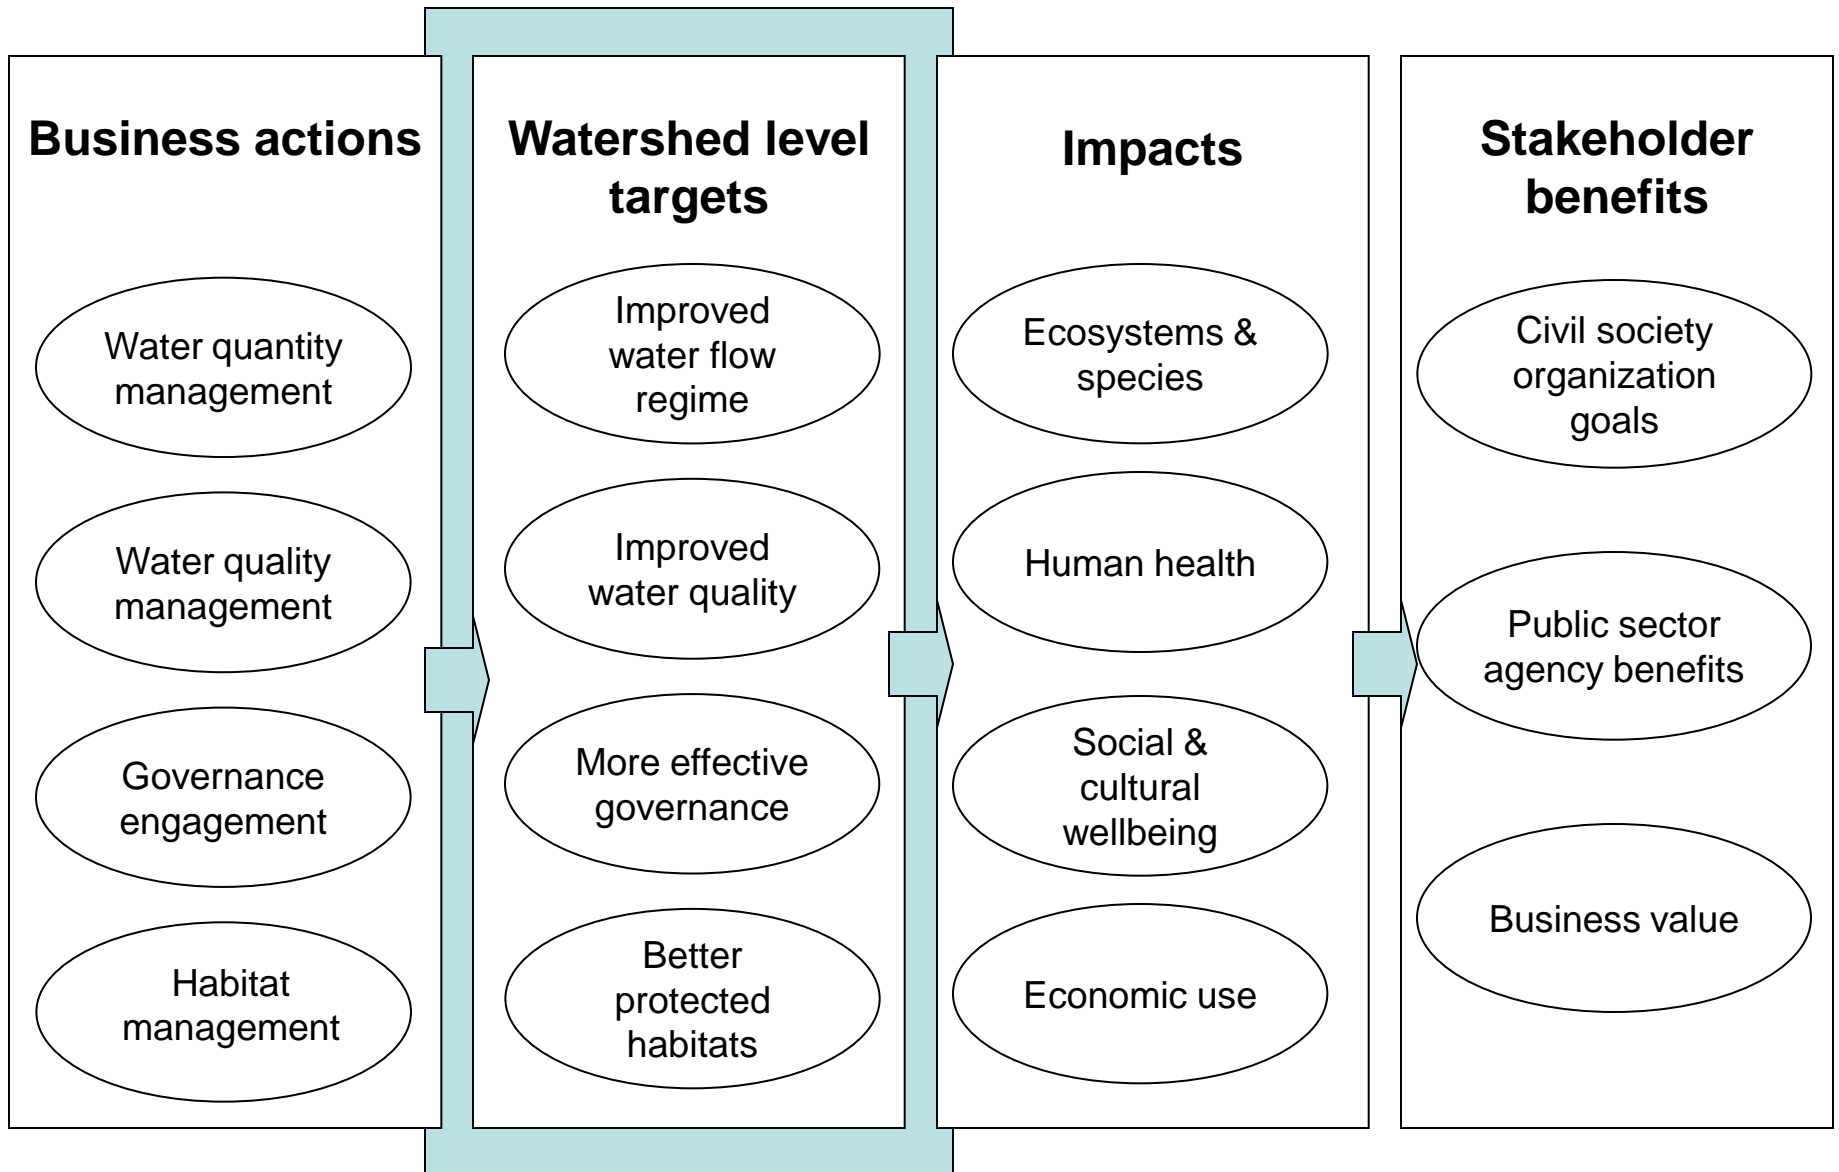 Business actions
Water quantity
management
Water quality
management
Governance
engagement
Habitat
management
Watershed level
targets
Improved
water flow
regime
Improved
water quality
More effective
governance
Better
protected
habitats
Impacts
Ecosystems &
species
Human health
Social &
cultural
wellbeing
Economic use
Stakeholder
benefits
Civil society
organization
goals
Public sector
agency benefits
Business value